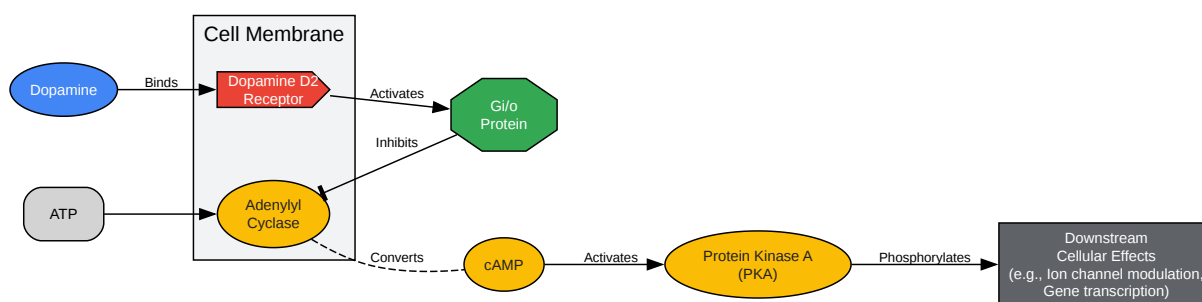 Cell Membrane
Dopamine
Binds
Dopamine D2
Receptor
Activates
Gi/o
Protein
Inhibits
ATP
Adenylyl
Cyclase
Converts
cAMP
Activates
Protein Kinase A
(PKA)
Phosphorylates
Downstream
Cellular Effects
(e.g., Ion channel modulation,
Gene transcription)